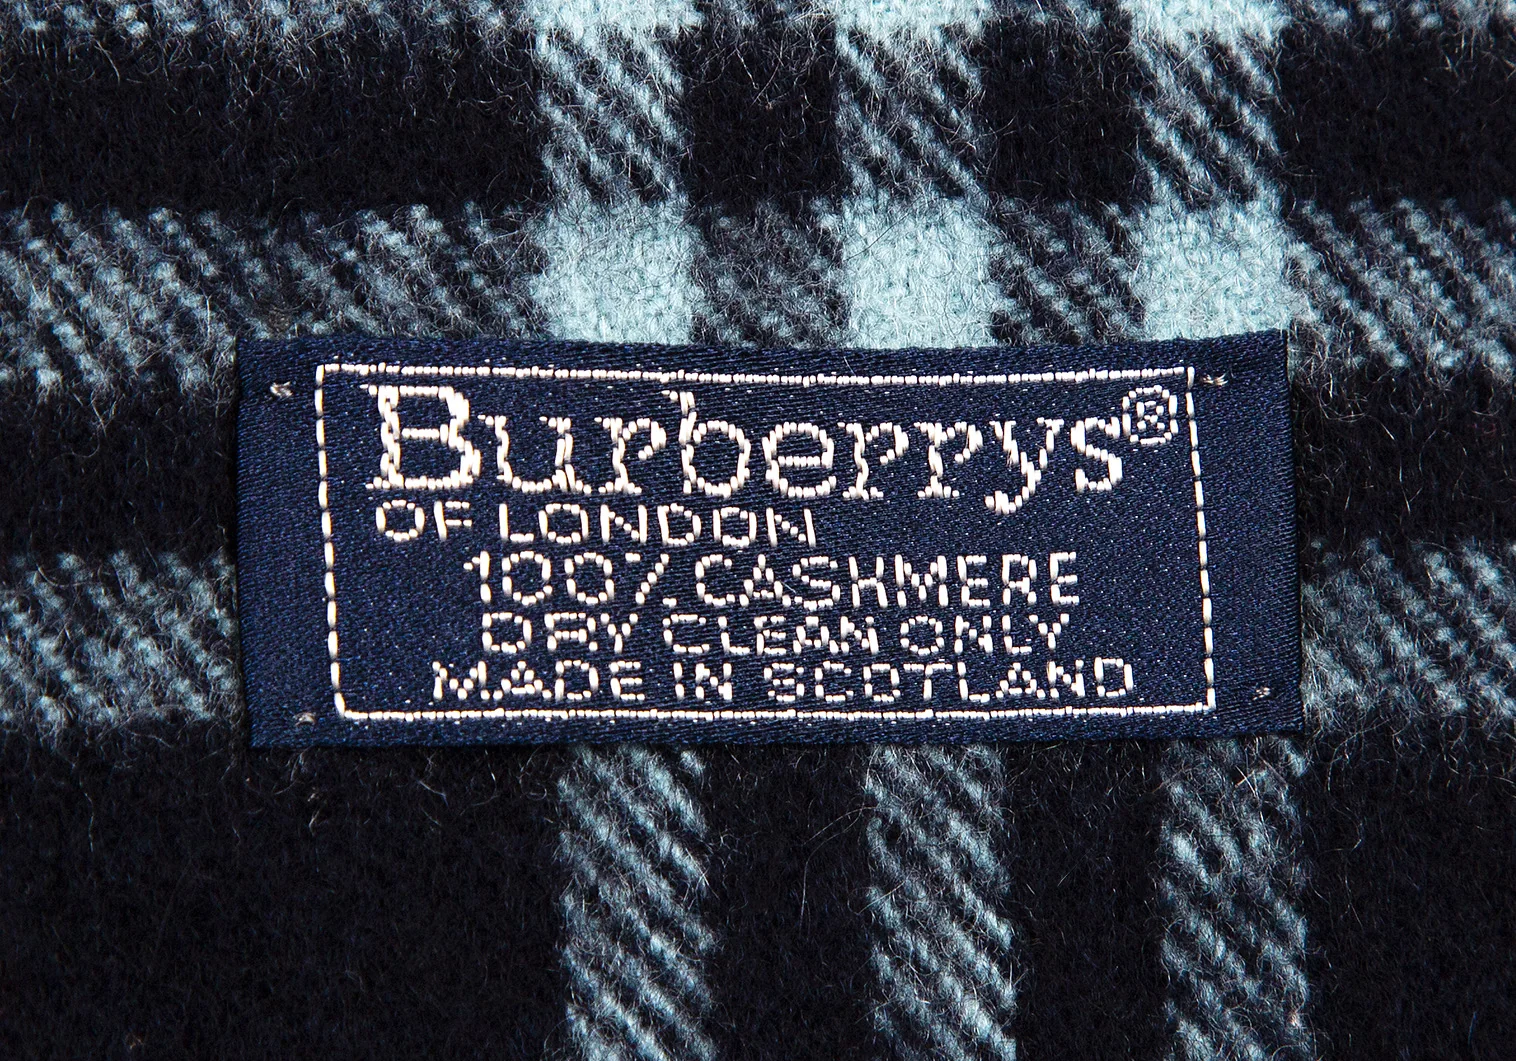 Burberrys®
OF LONDON
100% CASHMERE
DRY CLEAN ONLY
MADE IN SCOTLAND